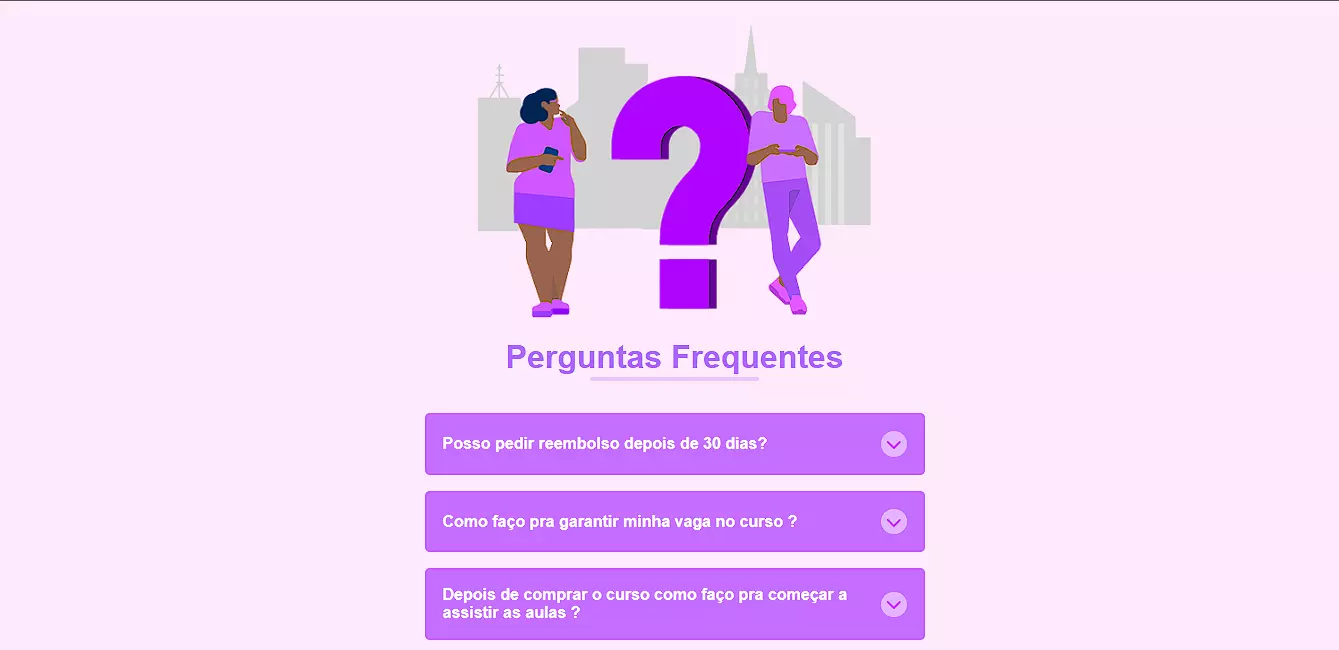 Perguntas Frequentes
Posso pedir reembolso depois de 30 dias?
Como faço pra garantir minha vaga no curso ?
Depois de comprar o curso como faço pra começar a
assistir as aulas ?